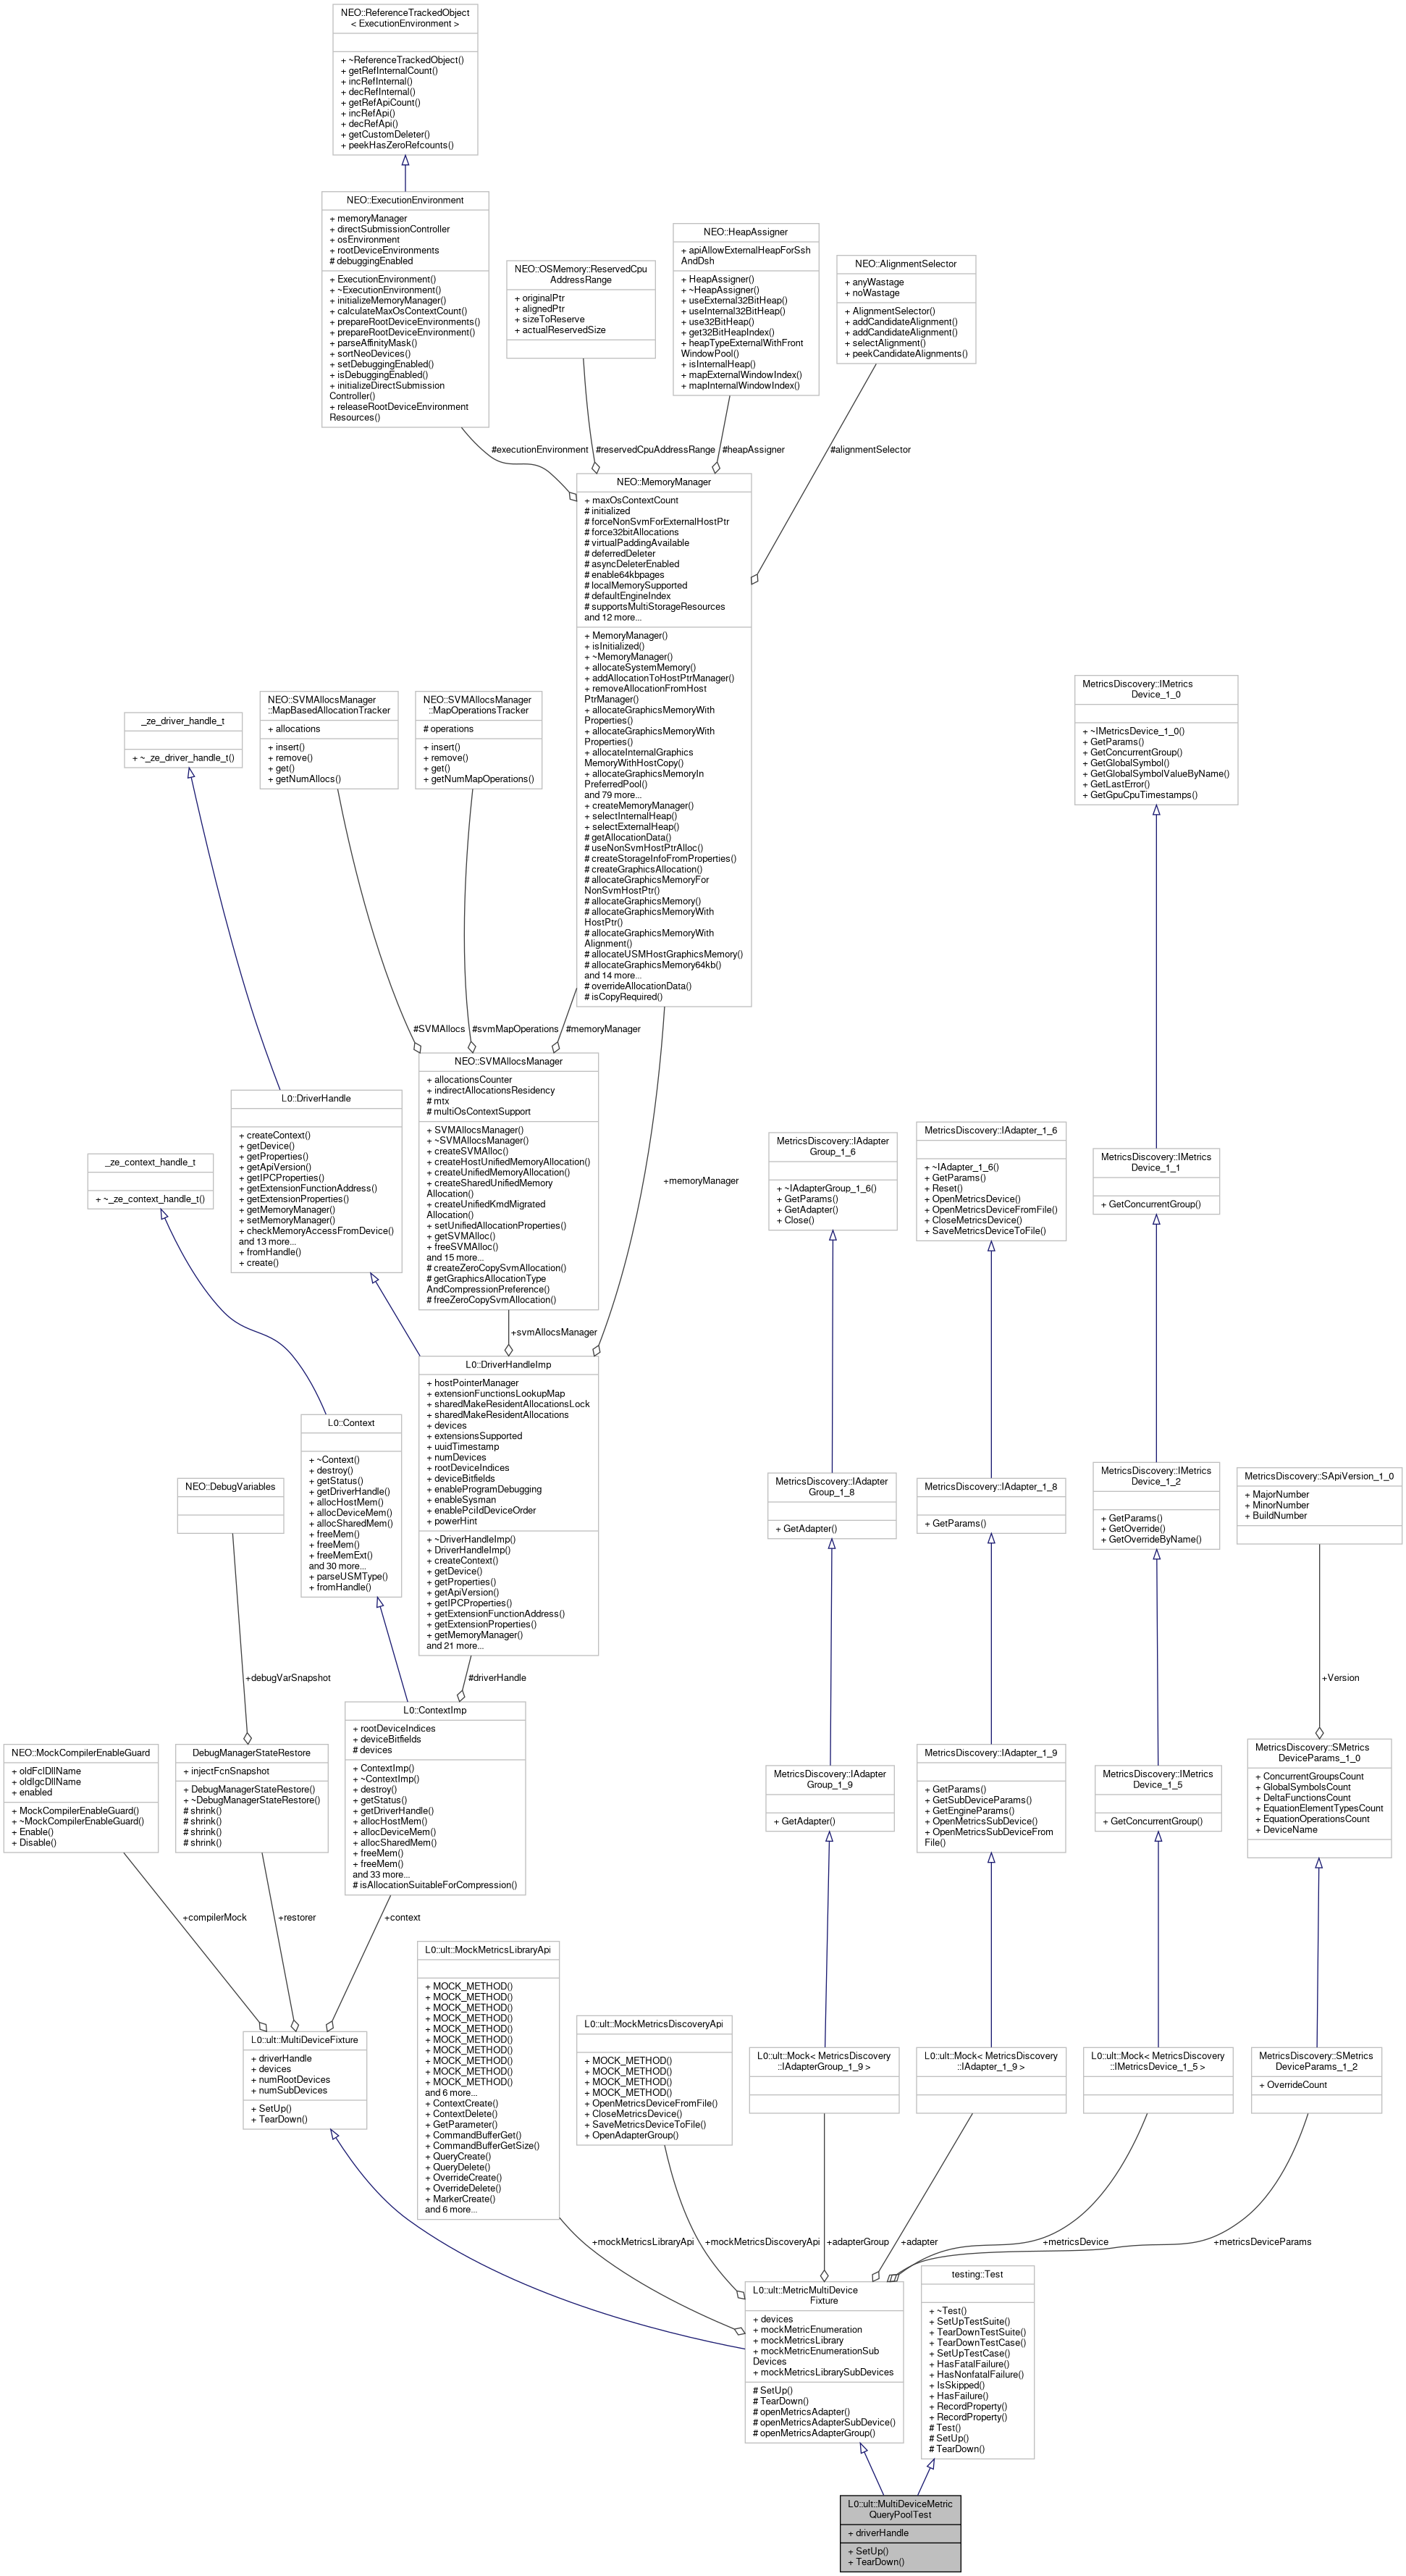 NEO::ReferenceTrackedObject
< ExecutionEnvironment >
+ ~ReferenceTrackedObject()
+ getRefInternalCount()
+ incRefInternal()
+ decRefInternal()
+ getRefApiCount()
+ incRefApi()
+ decRefApi()
+ getCustomDeleter()
+ peekHasZeroRefcounts()
NEO::ExecutionEnvironment
+ memoryManager
+ directSubmissionController
+ osEnvironment
+ rootDeviceEnvironments
# debuggingEnabled
+ ExecutionEnvironment()
+ ~ExecutionEnvironment()
+ initializeMemoryManager()
+ calculateMaxOsContextCount()
+ prepareRootDeviceEnvironments()
+ prepareRootDeviceEnvironment()
+ parseAffinityMask()
+ sortNeoDevices()
+ setDebuggingEnabled()
+ isDebuggingEnabled()
+ initializeDirectSubmission
Controller()
+ releaseRootDeviceEnvironment
Resources()
NEO::OSMemory::ReservedCpu
AddressRange
+ originalPtr
+ alignedPtr
+ sizeToReserve
+ actualReservedSize
NEO::HeapAssigner
+ apiAllowExternalHeapForSsh
AndDsh
+ HeapAssigner()
+ ~HeapAssigner()
+ useExternal32BitHeap()
+ useInternal32BitHeap()
+ use32BitHeap()
+ get32BitHeapIndex()
+ heapTypeExternalWithFront
WindowPool()
+ isInternalHeap()
+ mapExternalWindowIndex()
+ mapInternalWindowIndex()
NEO::AlignmentSelector
+ anyWastage
+ noWastage
+ AlignmentSelector()
+ addCandidateAlignment()
+ addCandidateAlignment()
+ selectAlignment()
+ peekCandidateAlignments()
#executionEnvironment
#reservedCpuAddressRange
#heapAssigner
#alignmentSelector
NEO::MemoryManager
+ maxOsContextCount
# initialized
# forceNonSvmForExternalHostPtr
# force32bitAllocations
# virtualPaddingAvailable
# deferredDeleter
# asyncDeleterEnabled
# enable64kbpages
# localMemorySupported
# defaultEngineIndex
# supportsMultiStorageResources
and 12 more...
+ MemoryManager()
+ isInitialized()
+ ~MemoryManager()
+ allocateSystemMemory()
+ addAllocationToHostPtrManager()
+ removeAllocationFromHost
PtrManager()
+ allocateGraphicsMemoryWith
Properties()
+ allocateGraphicsMemoryWith
Properties()
+ allocateInternalGraphics
MemoryWithHostCopy()
+ allocateGraphicsMemoryIn
PreferredPool()
and 79 more...
+ createMemoryManager()
+ selectInternalHeap()
+ selectExternalHeap()
# getAllocationData()
# useNonSvmHostPtrAlloc()
# createStorageInfoFromProperties()
# createGraphicsAllocation()
# allocateGraphicsMemoryFor
NonSvmHostPtr()
# allocateGraphicsMemory()
# allocateGraphicsMemoryWith
HostPtr()
# allocateGraphicsMemoryWith
Alignment()
# allocateUSMHostGraphicsMemory()
# allocateGraphicsMemory64kb()
and 14 more...
# overrideAllocationData()
# isCopyRequired()
_ze_driver_handle_t
+ ~_ze_driver_handle_t()
NEO::SVMAllocsManager
::MapBasedAllocationTracker
+ allocations
+ insert()
+ remove()
+ get()
+ getNumAllocs()
NEO::SVMAllocsManager
::MapOperationsTracker
# operations
+ insert()
+ remove()
+ get()
+ getNumMapOperations()
MetricsDiscovery::IMetrics
Device_1_0
+ ~IMetricsDevice_1_0()
+ GetParams()
+ GetConcurrentGroup()
+ GetGlobalSymbol()
+ GetGlobalSymbolValueByName()
+ GetLastError()
+ GetGpuCpuTimestamps()
#SVMAllocs
#svmMapOperations
#memoryManager
NEO::SVMAllocsManager
+ allocationsCounter
+ indirectAllocationsResidency
# mtx
# multiOsContextSupport
+ SVMAllocsManager()
+ ~SVMAllocsManager()
+ createSVMAlloc()
+ createHostUnifiedMemoryAllocation()
+ createUnifiedMemoryAllocation()
+ createSharedUnifiedMemory
Allocation()
+ createUnifiedKmdMigrated
Allocation()
+ setUnifiedAllocationProperties()
+ getSVMAlloc()
+ freeSVMAlloc()
and 15 more...
# createZeroCopySvmAllocation()
# getGraphicsAllocationType
AndCompressionPreference()
# freeZeroCopySvmAllocation()
L0::DriverHandle
+ createContext()
+ getDevice()
+ getProperties()
+ getApiVersion()
+ getIPCProperties()
+ getExtensionFunctionAddress()
+ getExtensionProperties()
+ getMemoryManager()
+ setMemoryManager()
+ checkMemoryAccessFromDevice()
and 13 more...
+ fromHandle()
+ create()
_ze_context_handle_t
+ ~_ze_context_handle_t()
+memoryManager
MetricsDiscovery::IAdapter
Group_1_6
+ ~IAdapterGroup_1_6()
+ GetParams()
+ GetAdapter()
+ Close()
MetricsDiscovery::IAdapter_1_6
+ ~IAdapter_1_6()
+ GetParams()
+ Reset()
+ OpenMetricsDevice()
+ OpenMetricsDeviceFromFile()
+ CloseMetricsDevice()
+ SaveMetricsDeviceToFile()
MetricsDiscovery::IMetrics
Device_1_1
+ GetConcurrentGroup()
+svmAllocsManager
L0::DriverHandleImp
+ hostPointerManager
+ extensionFunctionsLookupMap
+ sharedMakeResidentAllocationsLock
+ sharedMakeResidentAllocations
+ devices
+ extensionsSupported
+ uuidTimestamp
+ numDevices
+ rootDeviceIndices
+ deviceBitfields
+ enableProgramDebugging
+ enableSysman
+ enablePciIdDeviceOrder
+ powerHint
+ ~DriverHandleImp()
+ DriverHandleImp()
+ createContext()
+ getDevice()
+ getProperties()
+ getApiVersion()
+ getIPCProperties()
+ getExtensionFunctionAddress()
+ getExtensionProperties()
+ getMemoryManager()
and 21 more...
L0::Context
+ ~Context()
+ destroy()
+ getStatus()
+ getDriverHandle()
+ allocHostMem()
+ allocDeviceMem()
+ allocSharedMem()
+ freeMem()
+ freeMem()
+ freeMemExt()
and 30 more...
+ parseUSMType()
+ fromHandle()
NEO::DebugVariables
MetricsDiscovery::IAdapter
Group_1_8
+ GetAdapter()
MetricsDiscovery::IAdapter_1_8
+ GetParams()
MetricsDiscovery::IMetrics
Device_1_2
+ GetParams()
+ GetOverride()
+ GetOverrideByName()
MetricsDiscovery::SApiVersion_1_0
+ MajorNumber
+ MinorNumber
+ BuildNumber
+debugVarSnapshot
#driverHandle
+Version
L0::ContextImp
+ rootDeviceIndices
+ deviceBitfields
# devices
+ ContextImp()
+ ~ContextImp()
+ destroy()
+ getStatus()
+ getDriverHandle()
+ allocHostMem()
+ allocDeviceMem()
+ allocSharedMem()
+ freeMem()
+ freeMem()
and 33 more...
# isAllocationSuitableForCompression()
NEO::MockCompilerEnableGuard
+ oldFclDllName
+ oldIgcDllName
+ enabled
+ MockCompilerEnableGuard()
+ ~MockCompilerEnableGuard()
+ Enable()
+ Disable()
DebugManagerStateRestore
+ injectFcnSnapshot
+ DebugManagerStateRestore()
+ ~DebugManagerStateRestore()
# shrink()
# shrink()
# shrink()
# shrink()
MetricsDiscovery::IAdapter
Group_1_9
+ GetAdapter()
MetricsDiscovery::IAdapter_1_9
+ GetParams()
+ GetSubDeviceParams()
+ GetEngineParams()
+ OpenMetricsSubDevice()
+ OpenMetricsSubDeviceFrom
File()
MetricsDiscovery::IMetrics
Device_1_5
+ GetConcurrentGroup()
MetricsDiscovery::SMetrics
DeviceParams_1_0
+ ConcurrentGroupsCount
+ GlobalSymbolsCount
+ DeltaFunctionsCount
+ EquationElementTypesCount
+ EquationOperationsCount
+ DeviceName
+compilerMock
+restorer
+context
L0::ult::MultiDeviceFixture
+ driverHandle
+ devices
+ numRootDevices
+ numSubDevices
+ SetUp()
+ TearDown()
L0::ult::MockMetricsLibraryApi
+ MOCK_METHOD()
+ MOCK_METHOD()
+ MOCK_METHOD()
+ MOCK_METHOD()
+ MOCK_METHOD()
+ MOCK_METHOD()
+ MOCK_METHOD()
+ MOCK_METHOD()
+ MOCK_METHOD()
+ MOCK_METHOD()
and 6 more...
+ ContextCreate()
+ ContextDelete()
+ GetParameter()
+ CommandBufferGet()
+ CommandBufferGetSize()
+ QueryCreate()
+ QueryDelete()
+ OverrideCreate()
+ OverrideDelete()
+ MarkerCreate()
and 6 more...
L0::ult::MockMetricsDiscoveryApi
+ MOCK_METHOD()
+ MOCK_METHOD()
+ MOCK_METHOD()
+ MOCK_METHOD()
+ OpenMetricsDeviceFromFile()
+ CloseMetricsDevice()
+ SaveMetricsDeviceToFile()
+ OpenAdapterGroup()
L0::ult::Mock< MetricsDiscovery
::IAdapterGroup_1_9 >
L0::ult::Mock< MetricsDiscovery
::IAdapter_1_9 >
L0::ult::Mock< MetricsDiscovery
::IMetricsDevice_1_5 >
MetricsDiscovery::SMetrics
DeviceParams_1_2
+ OverrideCount
+mockMetricsLibraryApi
+mockMetricsDiscoveryApi
+adapterGroup
+adapter
+metricsDevice
+metricsDeviceParams
L0::ult::MetricMultiDevice
Fixture
+ devices
+ mockMetricEnumeration
+ mockMetricsLibrary
+ mockMetricEnumerationSub
Devices
+ mockMetricsLibrarySubDevices
# SetUp()
# TearDown()
# openMetricsAdapter()
# openMetricsAdapterSubDevice()
# openMetricsAdapterGroup()
testing::Test
+ ~Test()
+ SetUpTestSuite()
+ TearDownTestSuite()
+ TearDownTestCase()
+ SetUpTestCase()
+ HasFatalFailure()
+ HasNonfatalFailure()
+ IsSkipped()
+ HasFailure()
+ RecordProperty()
+ RecordProperty()
# Test()
# SetUp()
# TearDown()
L0::ult::MultiDeviceMetric
QueryPoolTest
+ driverHandle
+ SetUp()
+ TearDown()